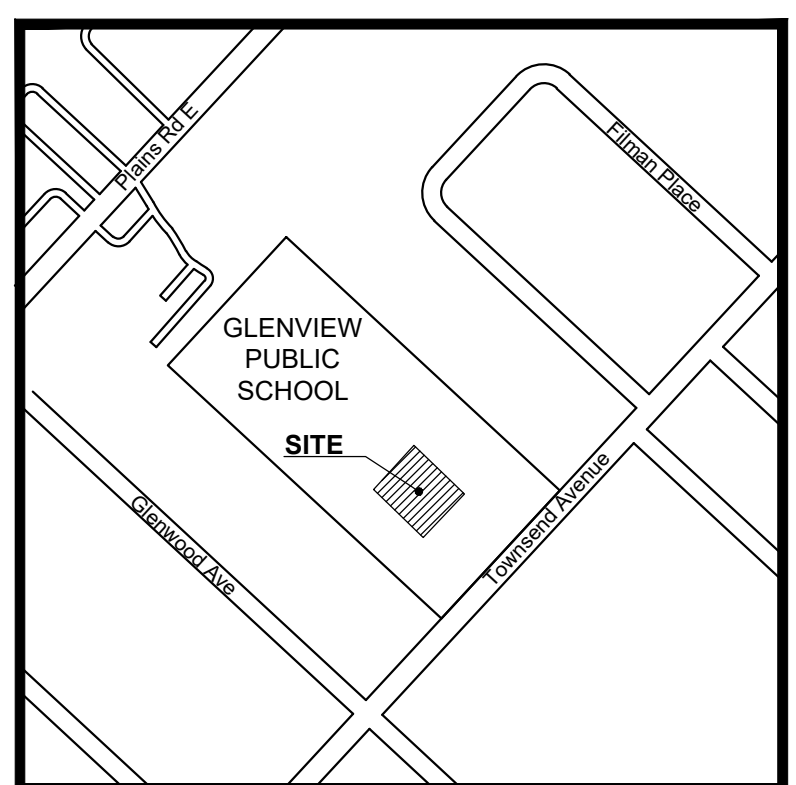 Plains Rd E
Filman Place
GLENVIEW
PUBLIC
SCHOOL
SITE
Glenwood Ave
Townsend Avenue